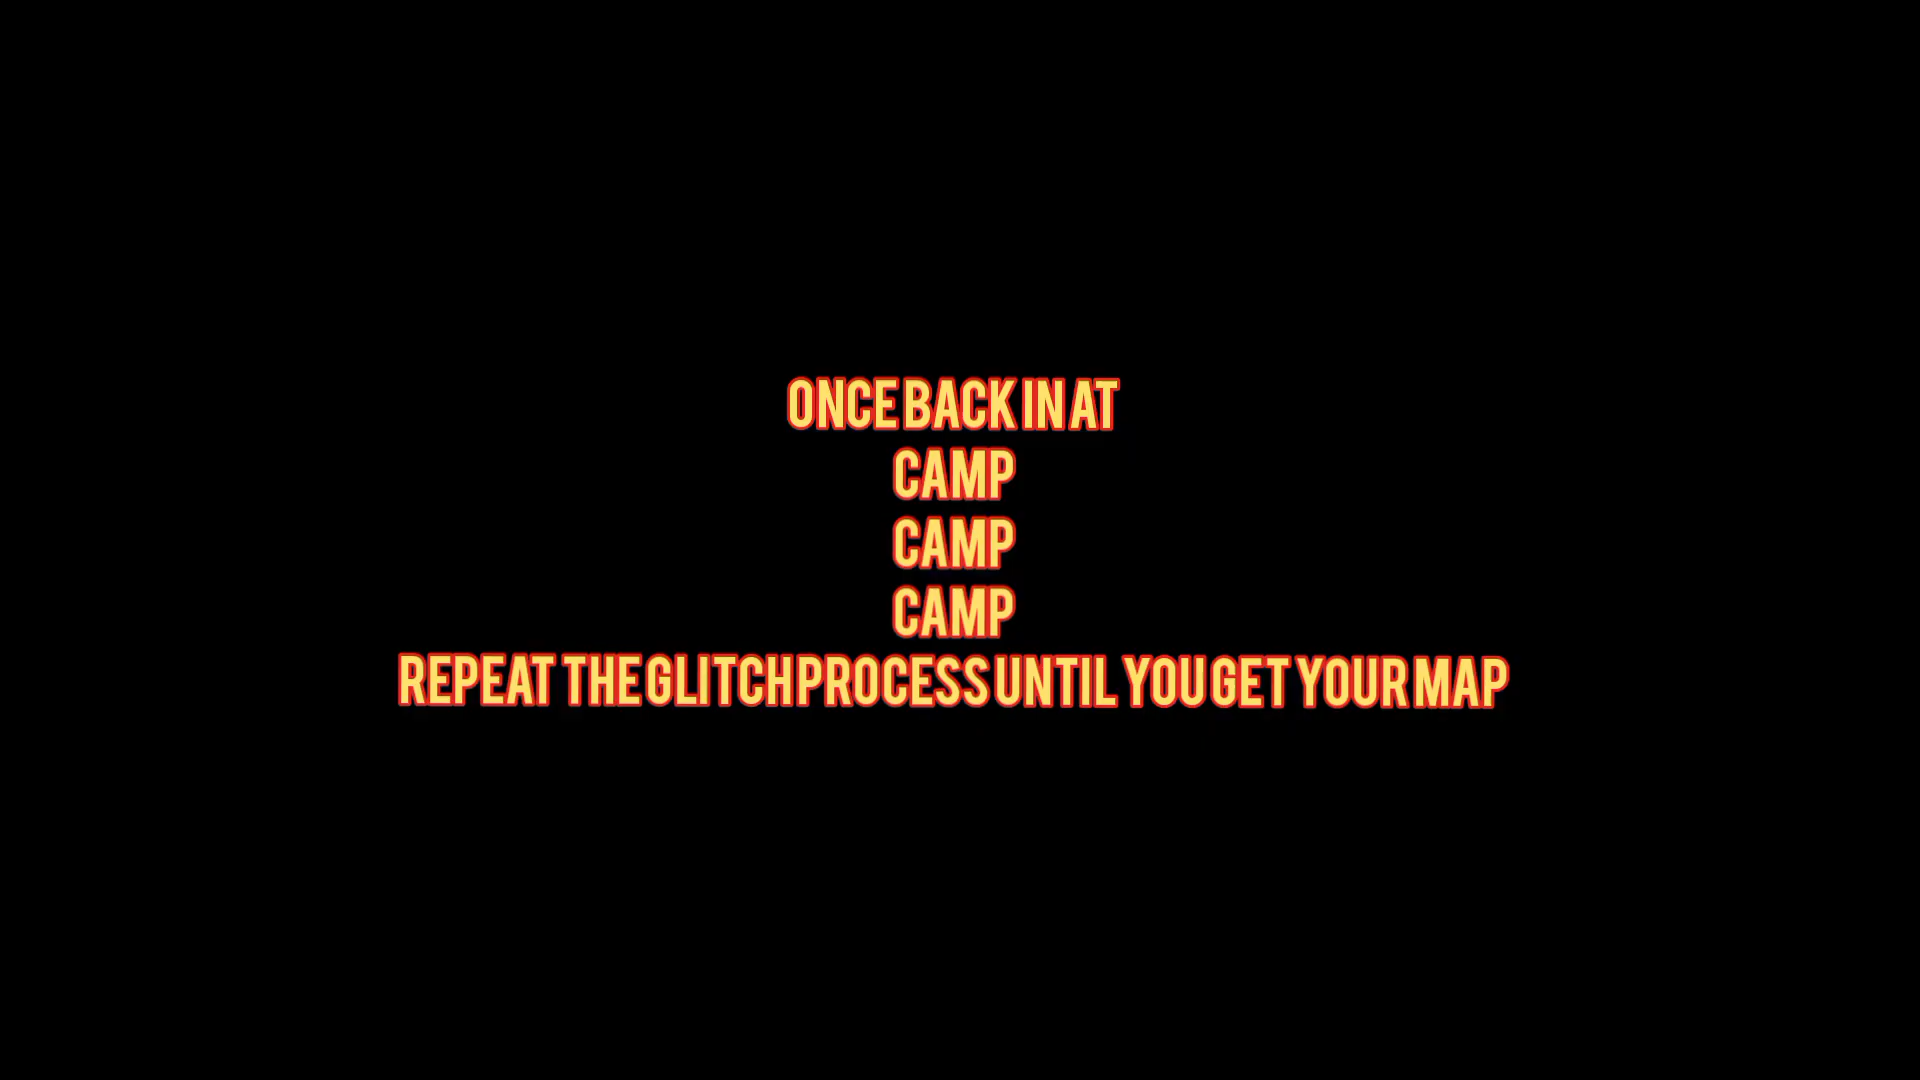 ONCE BACK IN AT
CAMP
CAMP
CAMP
REPEAT THE GLITCH PROCESS UNTIL YOU GET YOUR MAP